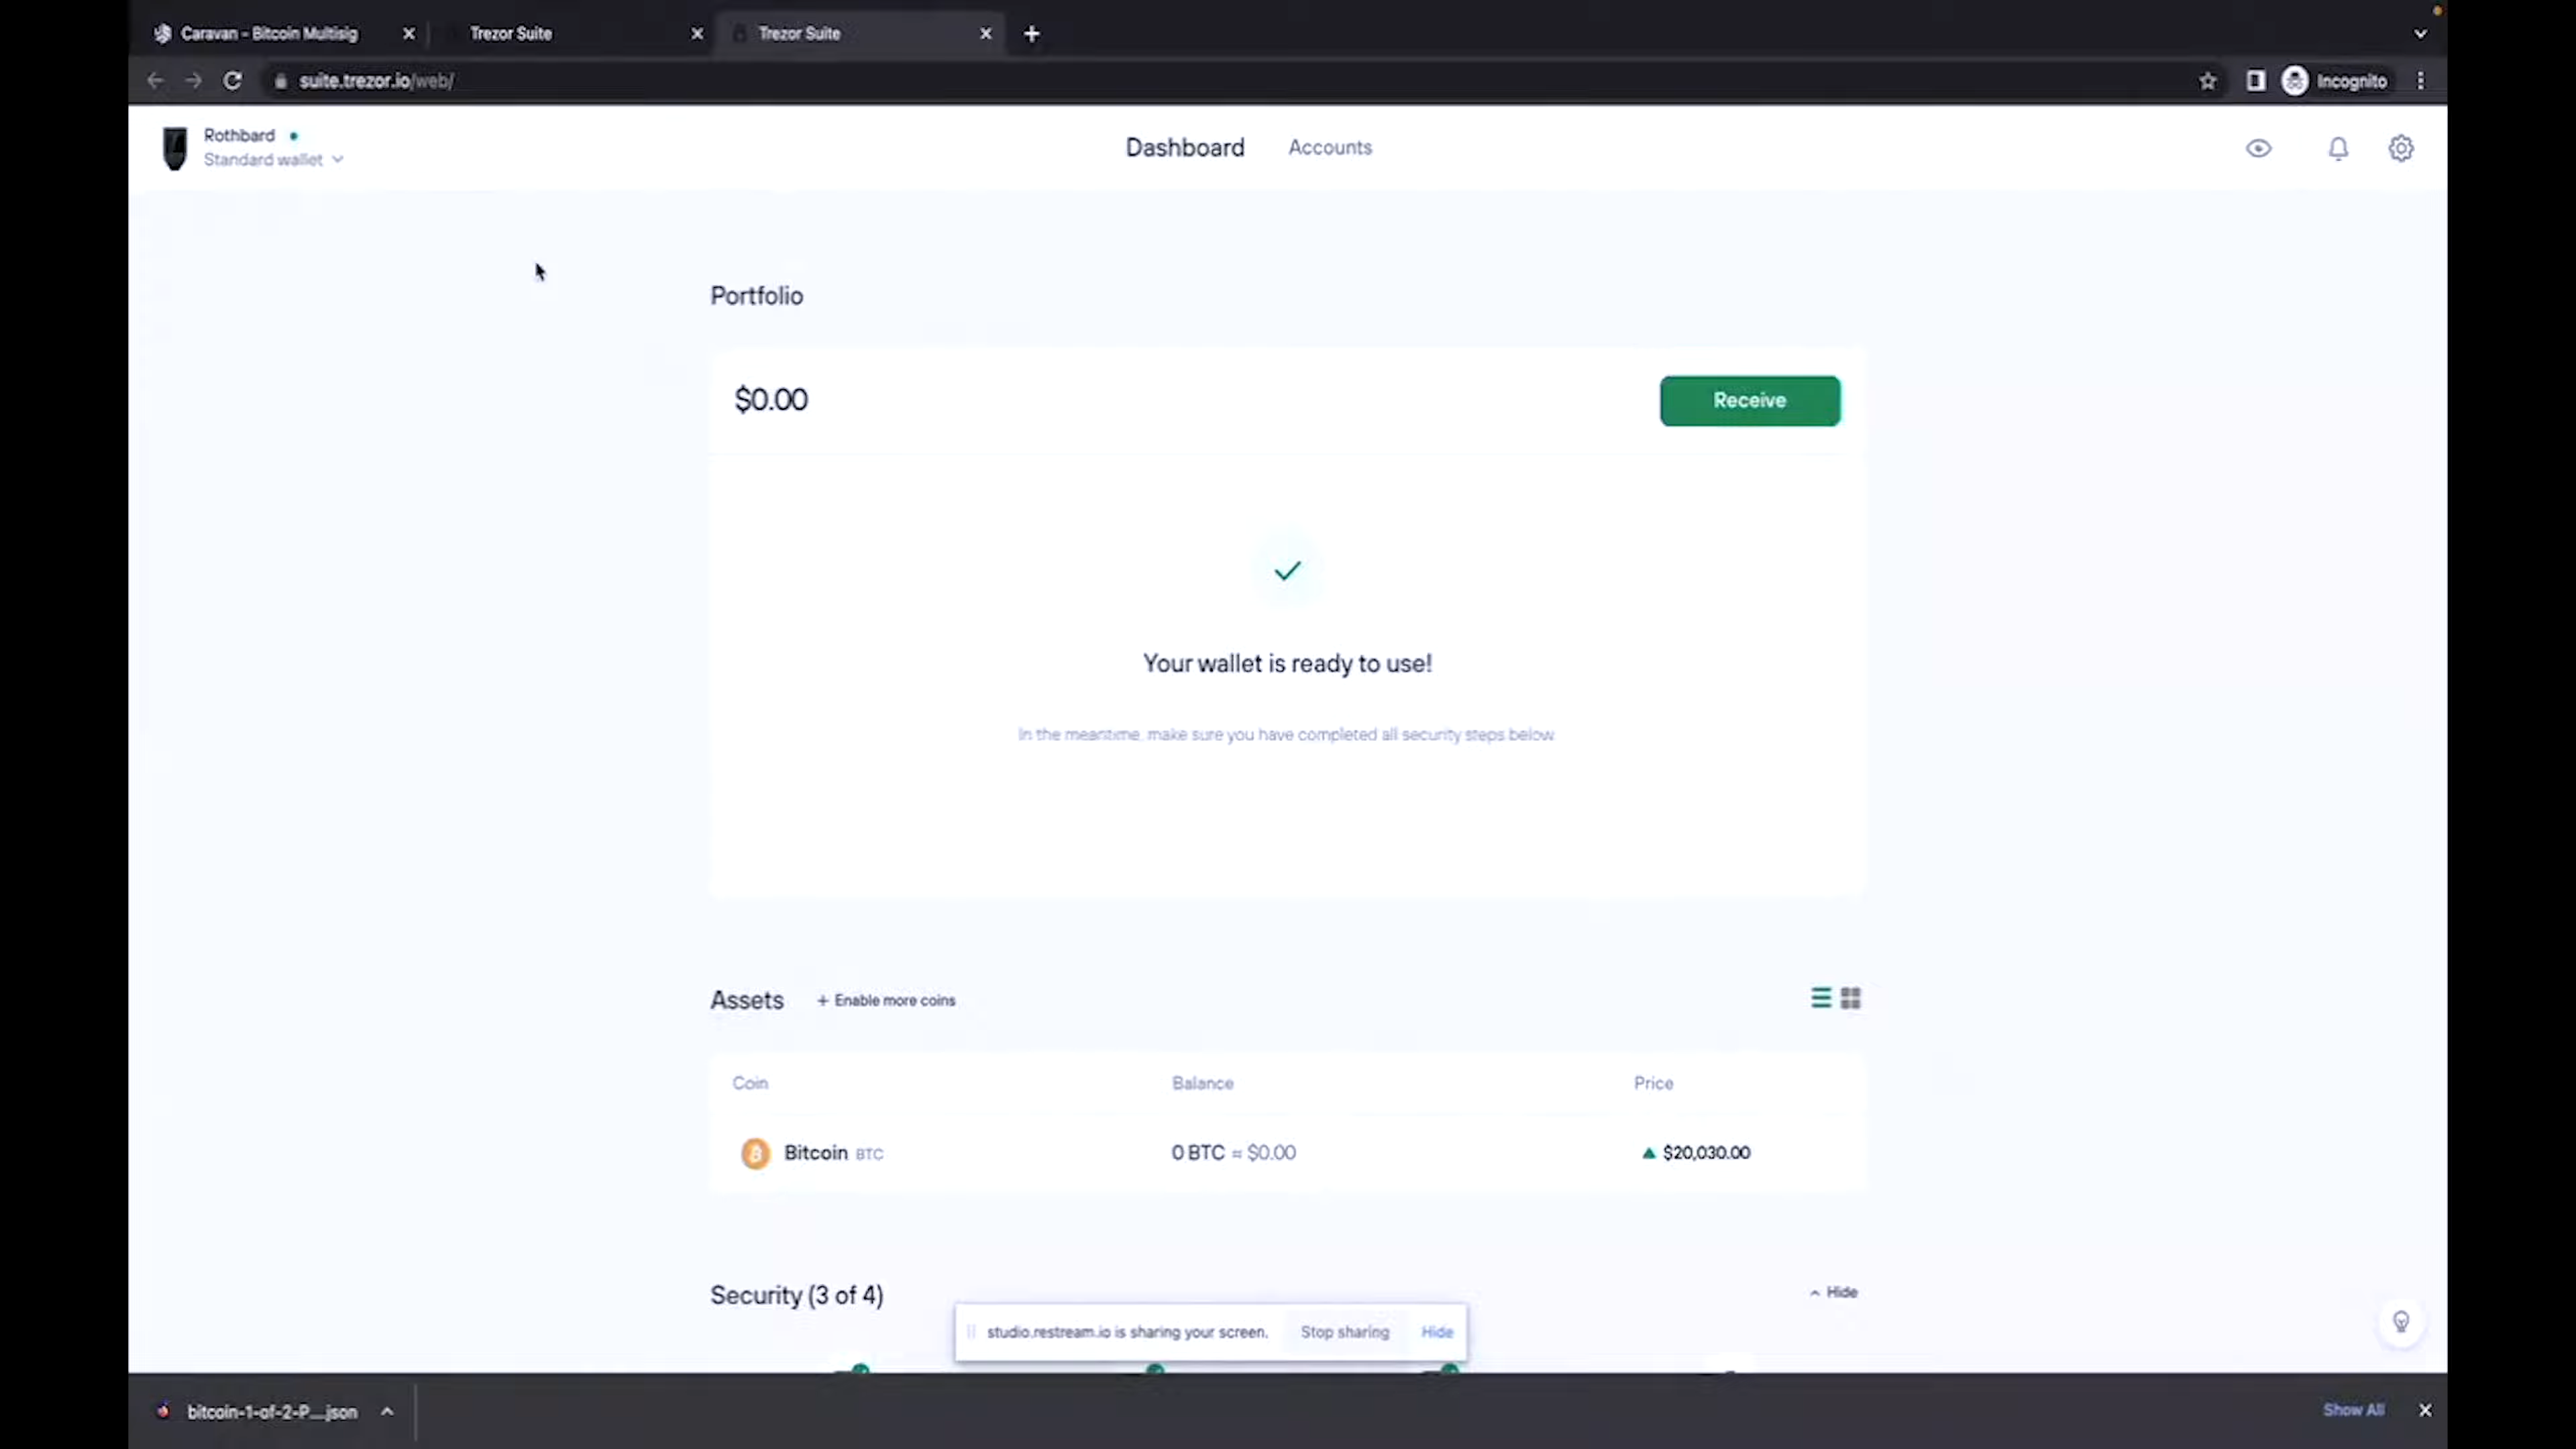 Caravan - Bitcoin Multisig
Trezor Suite
Trezor Suite
suite.trezor.io/web/
Incognito
Rothbard
Standard wallet
Dashboard
Accounts
Portfolio
$0.00
Receive
Your wallet is ready to use!
In the meantime, make sure you have completed all security steps below
Assets
+ Enable more coins
Coin
Balance
Price
Bitcoin BTC
0 BTC ≈ $0.00
$20,030.00
Security (3 of 4)
Hide
studio.restream.io is sharing your screen.
Stop sharing
Hide
bitcoin-1-of-2-P....json
Show All